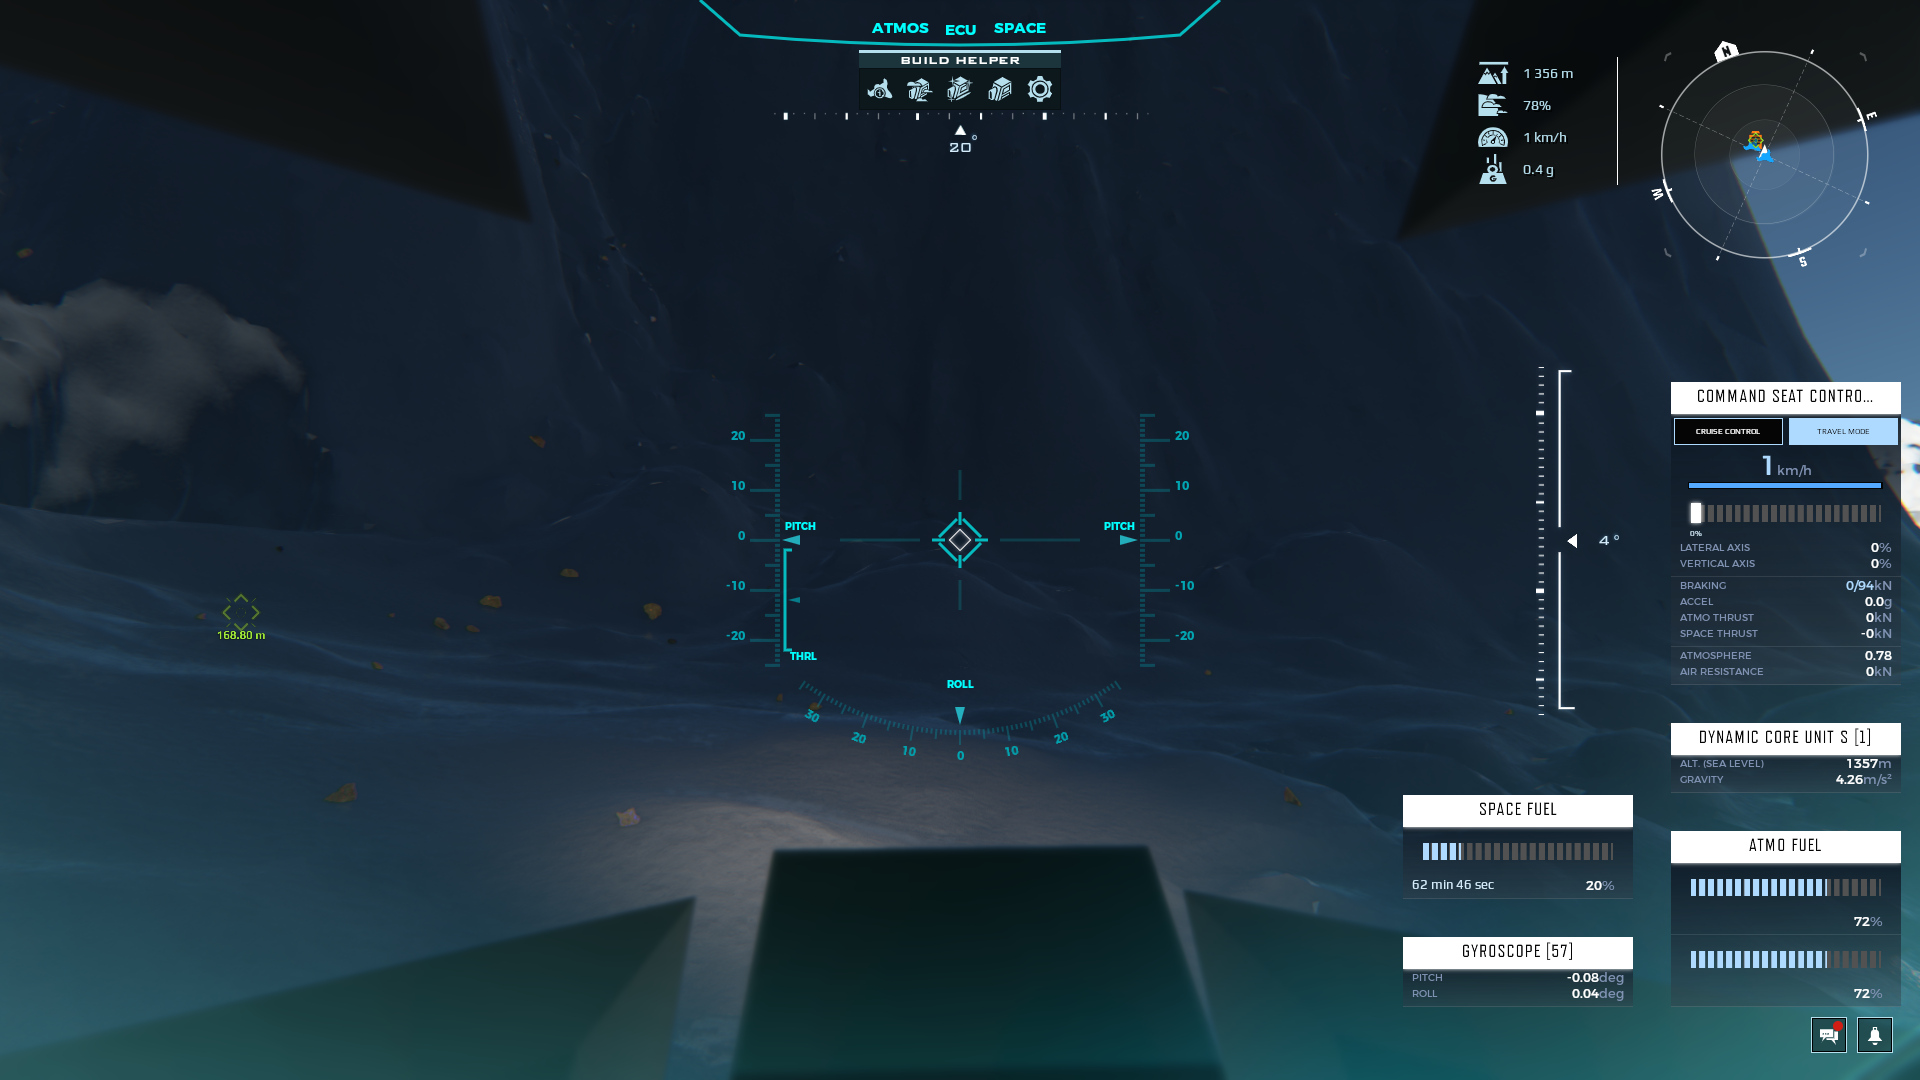 ATMOS ECU SPACE
BUILD HELPER
20°
1 356 m
78%
1 km/h
0.4 g
G
N
E
S
W
COMMAND SEAT CONTRO...
CRUISE CONTROL
TRAVEL MODE
1 km/h
0%
LATERAL AXIS 0%
VERTICAL AXIS 0%
BRAKING 0/94kN
ACCEL 0.0g
ATMO THRUST 0kN
SPACE THRUST -0kN
ATMOSPHERE 0.78
AIR RESISTANCE 0kN
20 20
10 10
PITCH PITCH
0 0
-10 -10
-20 -20
THRL
4°
168.80 m
ROLL
30 20 10 0 10 20 30
DYNAMIC CORE UNIT S [1]
ALT. (SEA LEVEL) 1357m
GRAVITY 4.26m/s²
SPACE FUEL
62 min 46 sec 20%
ATMO FUEL
72%
72%
GYROSCOPE [57]
PITCH -0.08deg
ROLL 0.04deg